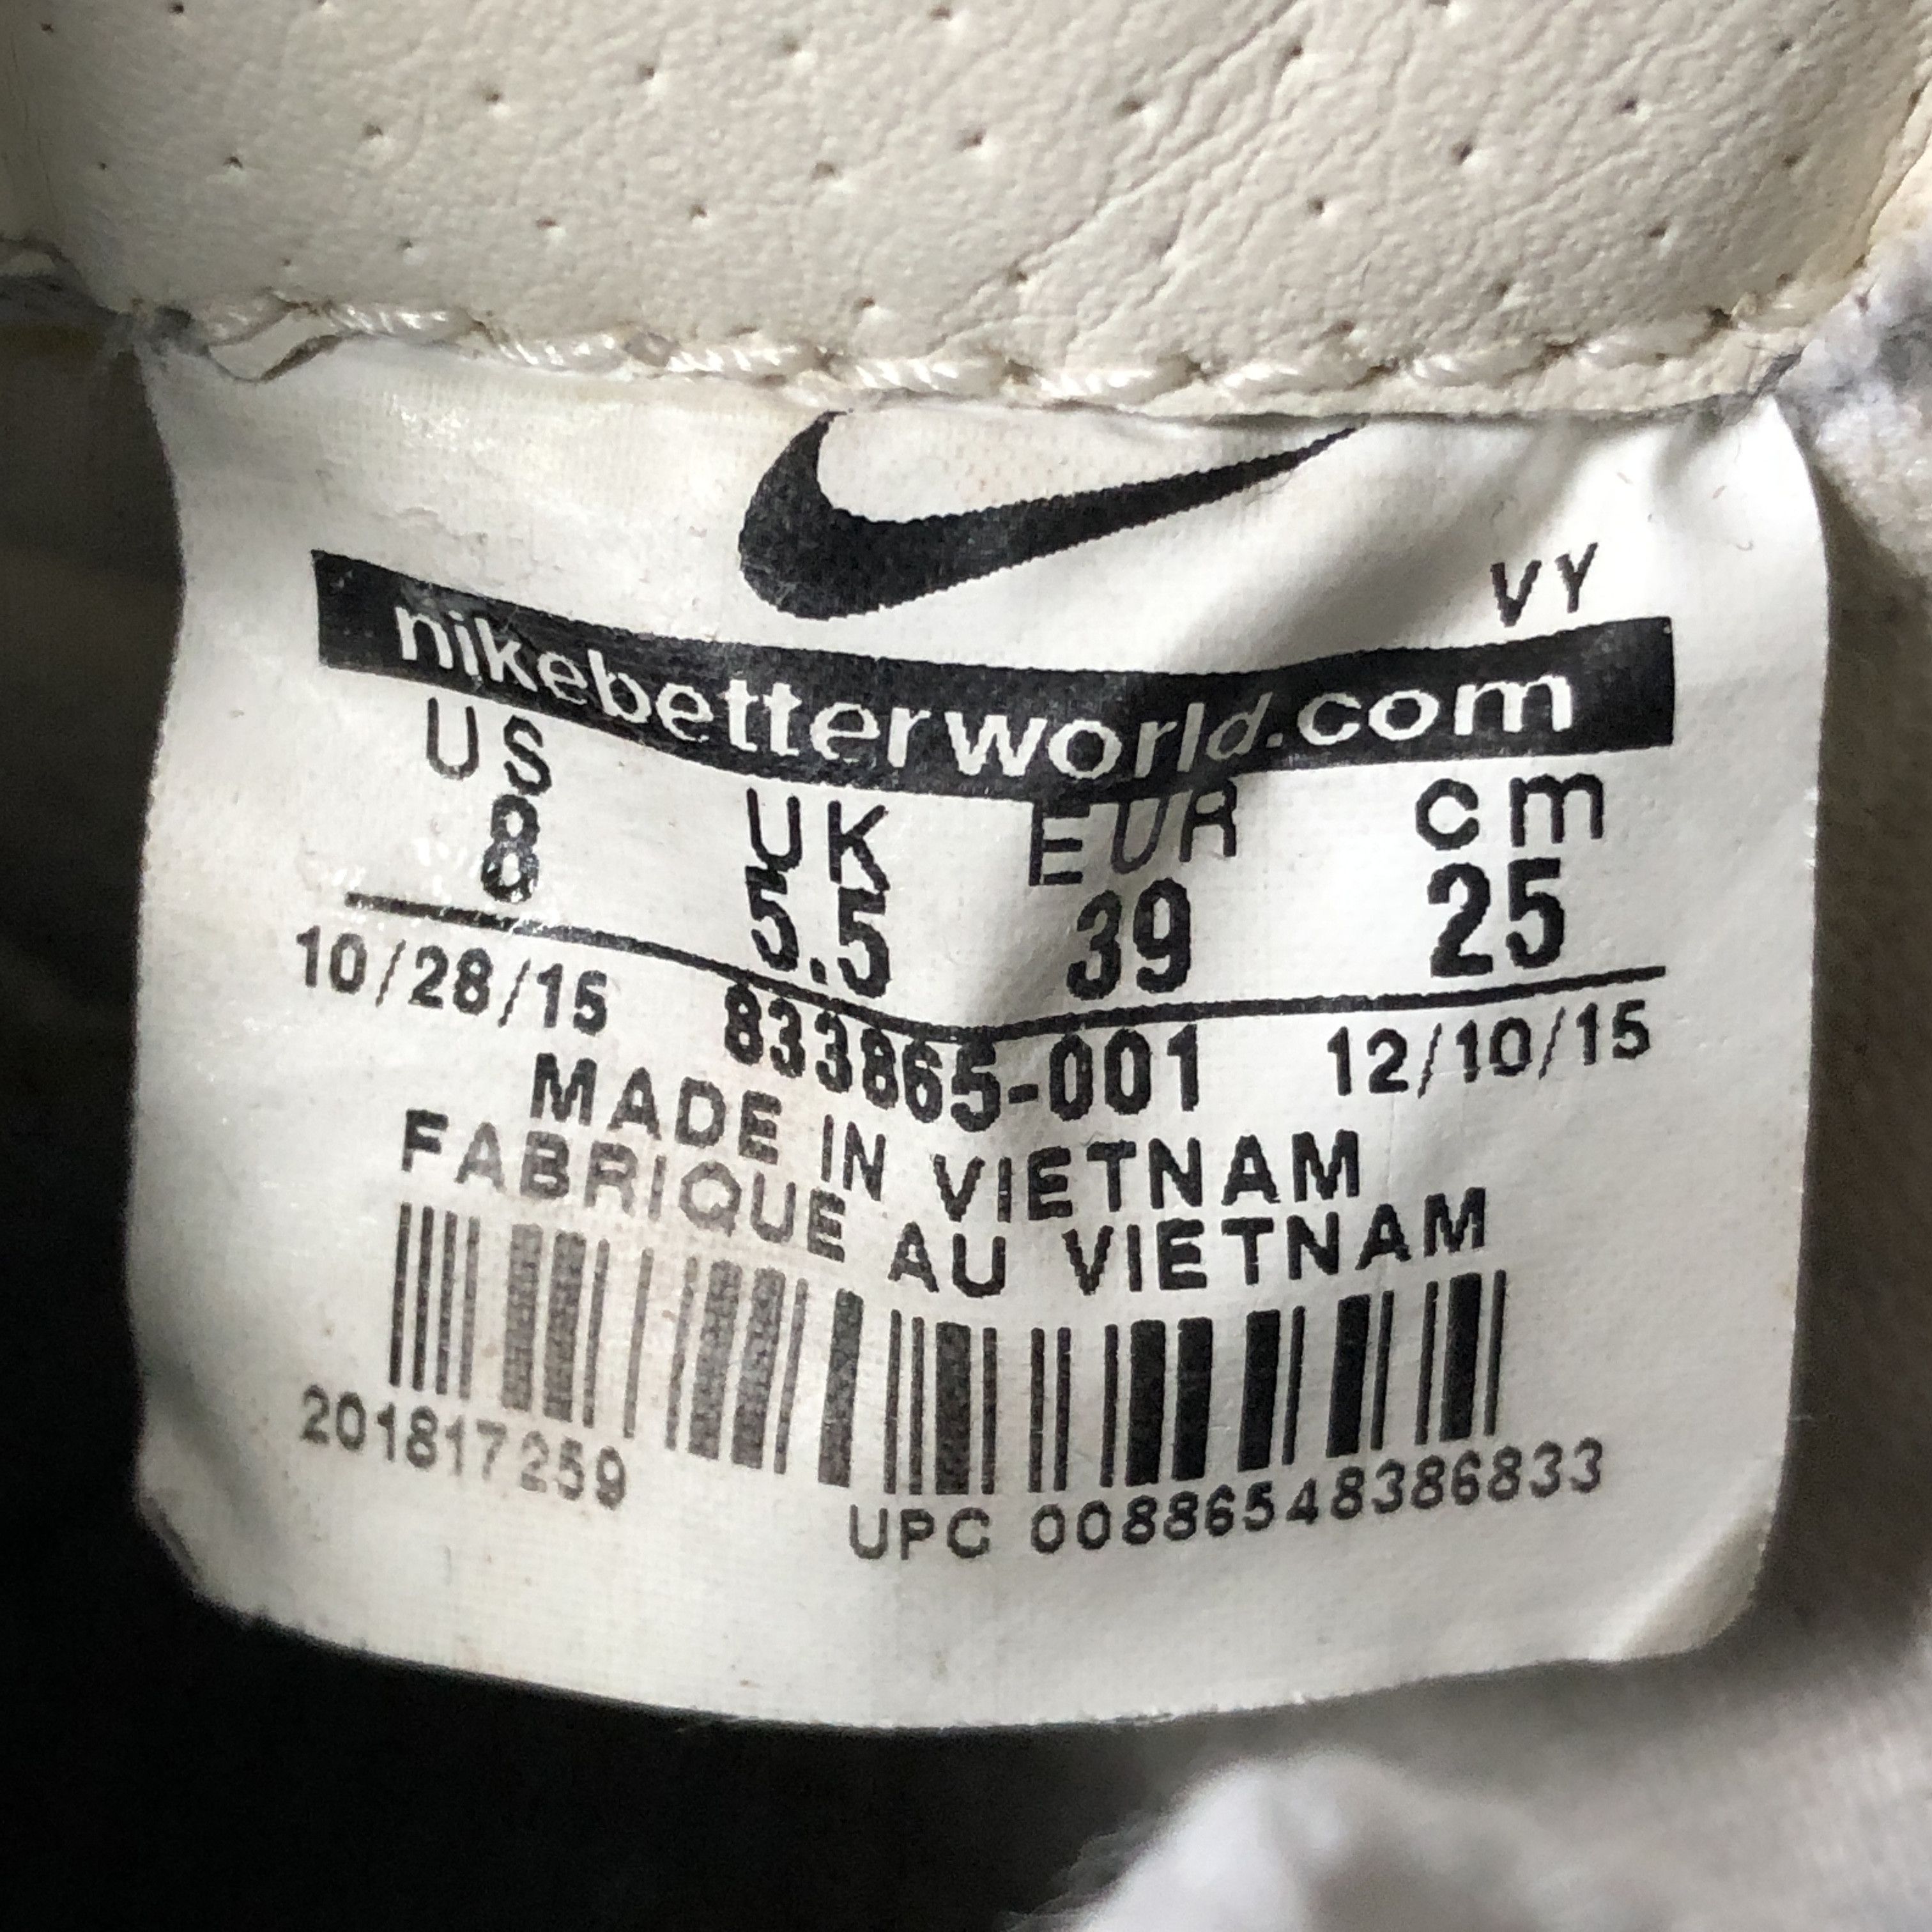 VY
nikebetterworld.com
US UK EUR cm
8 5.5 39 25
10/28/15 833865-001 12/10/15
MADE IN VIETNAM
FABRIQUE AU VIETNAM
201817259
UPC 00886548386833